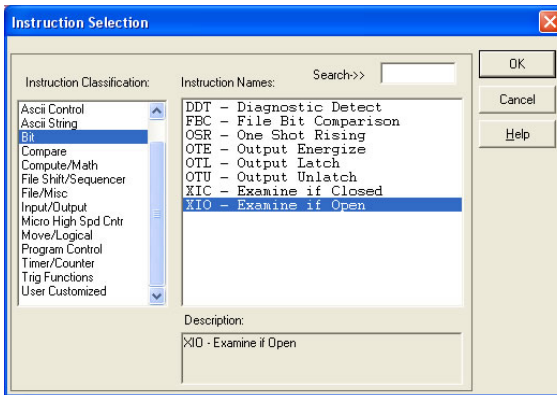 Instruction Selection
OK
Cancel
Help
Instruction Classification:
Instruction Names:
Search->>
Ascii Control
Ascii String
Bit
Compare
Compute/Math
File Shift/Sequencer
File/Misc
Input/Output
Micro High Spd Cntr
Move/Logical
Program Control
Timer/Counter
Trig Functions
User Customized
DDT - Diagnostic Detect
FBC - File Bit Comparison
OSR - One Shot Rising
OTE - Output Energize
OTL - Output Latch
OTU - Output Unlatch
XIC - Examine if Closed
XIO - Examine if Open
Description:
XIO - Examine if Open